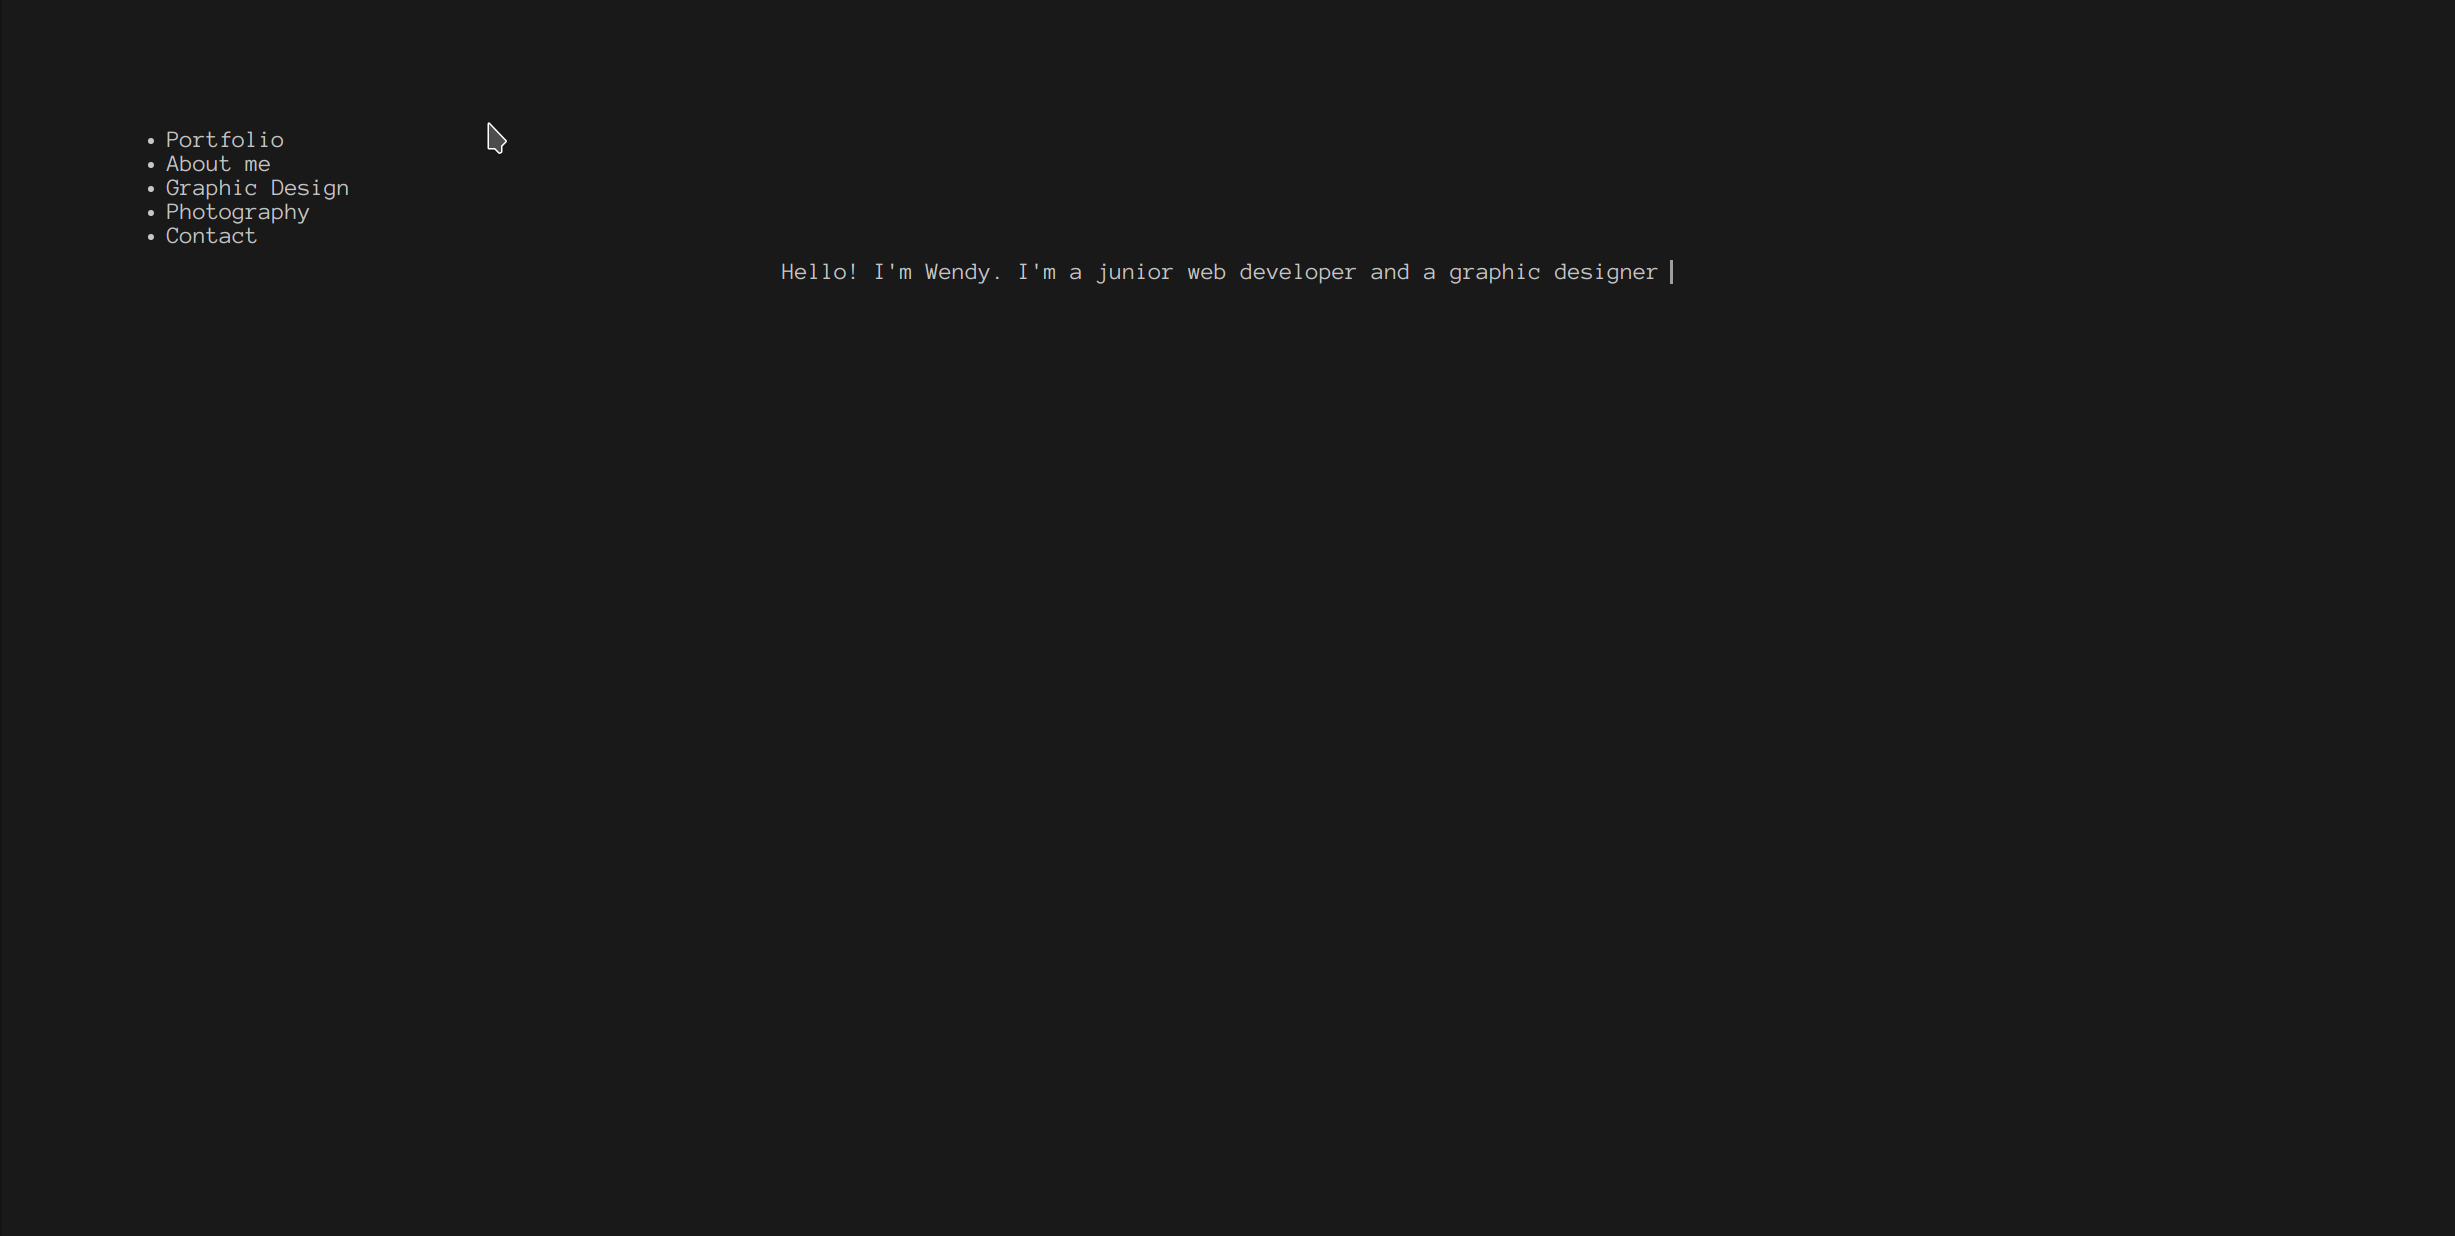 Portfolio
About me
Graphic Design
Photography
Contact
Hello! I'm Wendy. I'm a junior web developer and a graphic designer